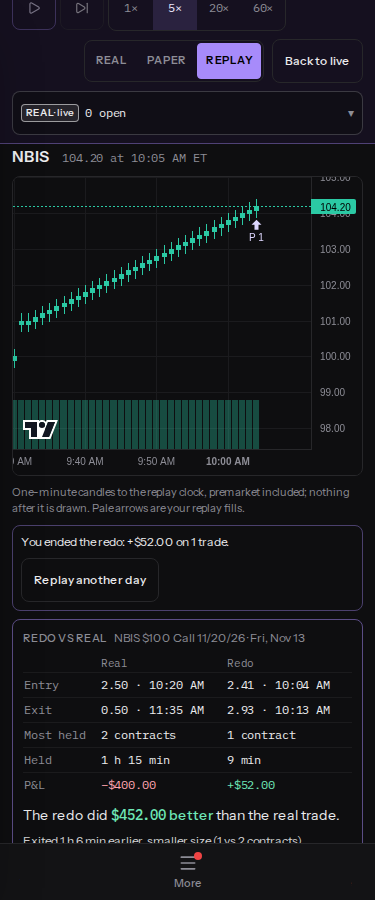 1× 5× 20× 60×
REAL PAPER REPLAY Back to live
REAL·live 0 open ▾
NBIS 104.20 at 10:05 AM ET
105.00
104.20
104.00
103.00
P 1
102.00
101.00
100.00
99.00
98.00
AM 9:40 AM 9:50 AM 10:00 AM
One-minute candles to the replay clock, premarket included; nothing
after it is drawn. Pale arrows are your replay fills.
You ended the redo: +$52.00 on 1 trade.
Replay another day
REDO VS REAL NBIS $100 Call 11/20/26 · Fri, Nov 13
Real Redo
Entry 2.50 · 10:20 AM 2.41 · 10:04 AM
Exit 0.50 · 11:35 AM 2.93 · 10:13 AM
Most held 2 contracts 1 contract
Held 1 h 15 min 9 min
P&L −$400.00 +$52.00
The redo did $452.00 better than the real trade.
Exited 1 h 6 min earlier, smaller size (1 vs 2 contracts)
More